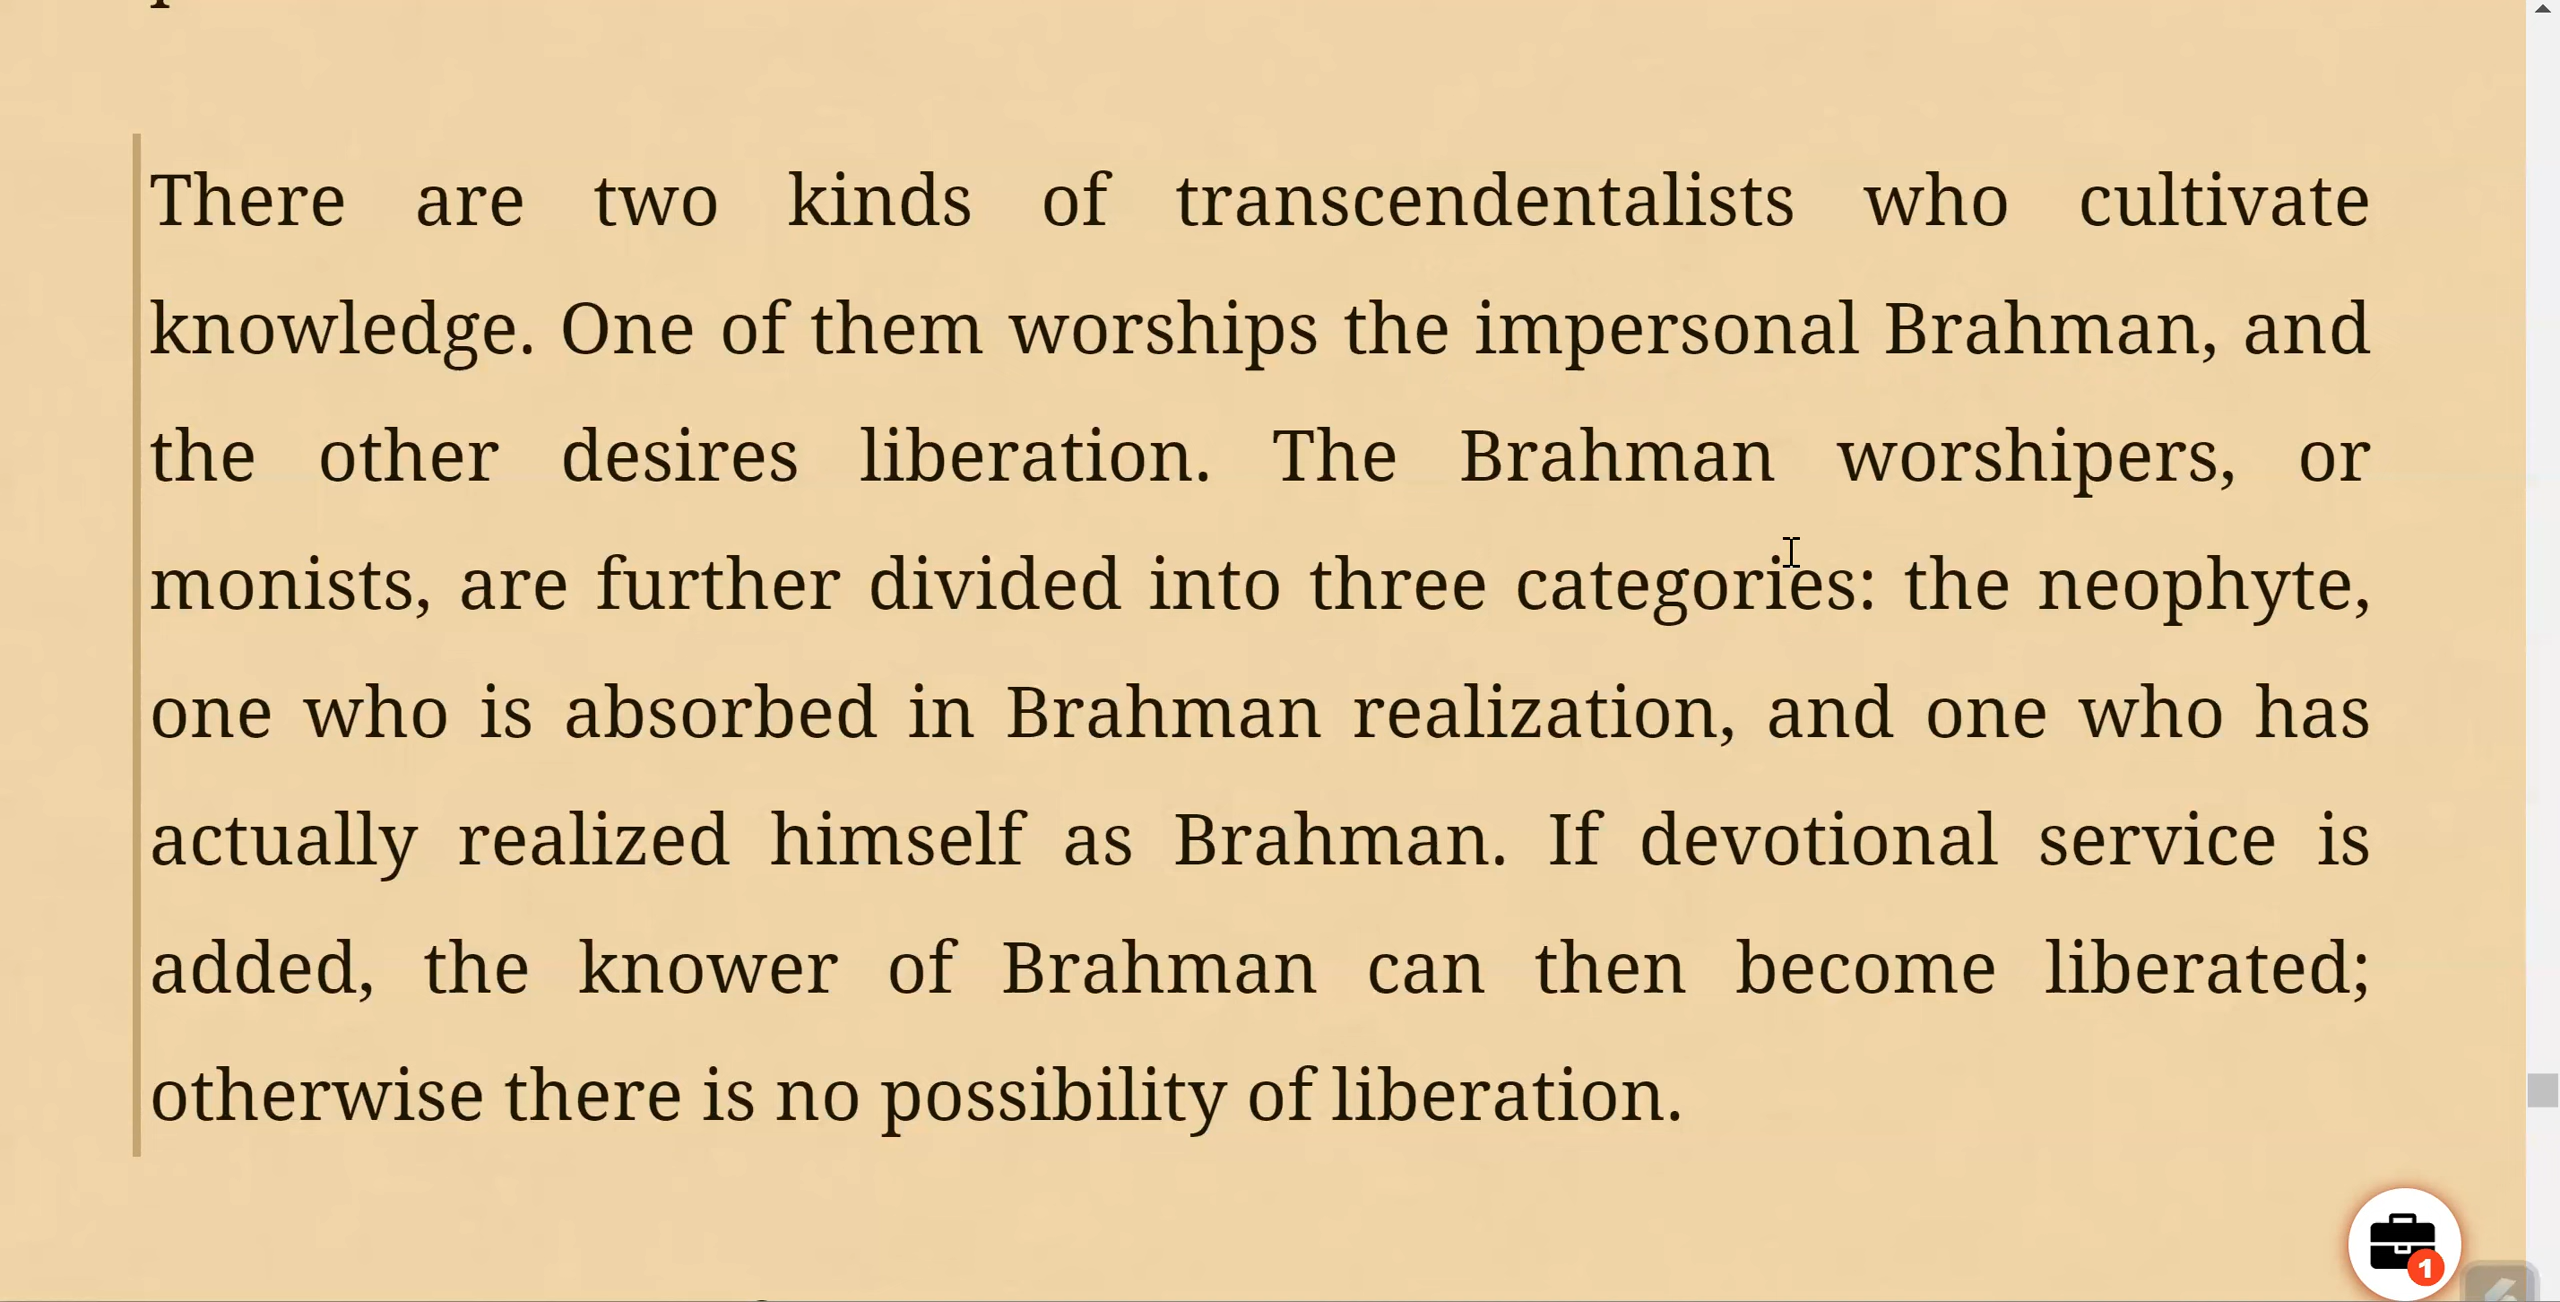 There are two kinds of transcendentalists who cultivate
knowledge. One of them worships the impersonal Brahman, and
the other desires liberation. The Brahman worshipers, or
monists, are further divided into three categories: the neophyte,
one who is absorbed in Brahman realization, and one who has
actually realized himself as Brahman. If devotional service is
added, the knower of Brahman can then become liberated;
otherwise there is no possibility of liberation.
1